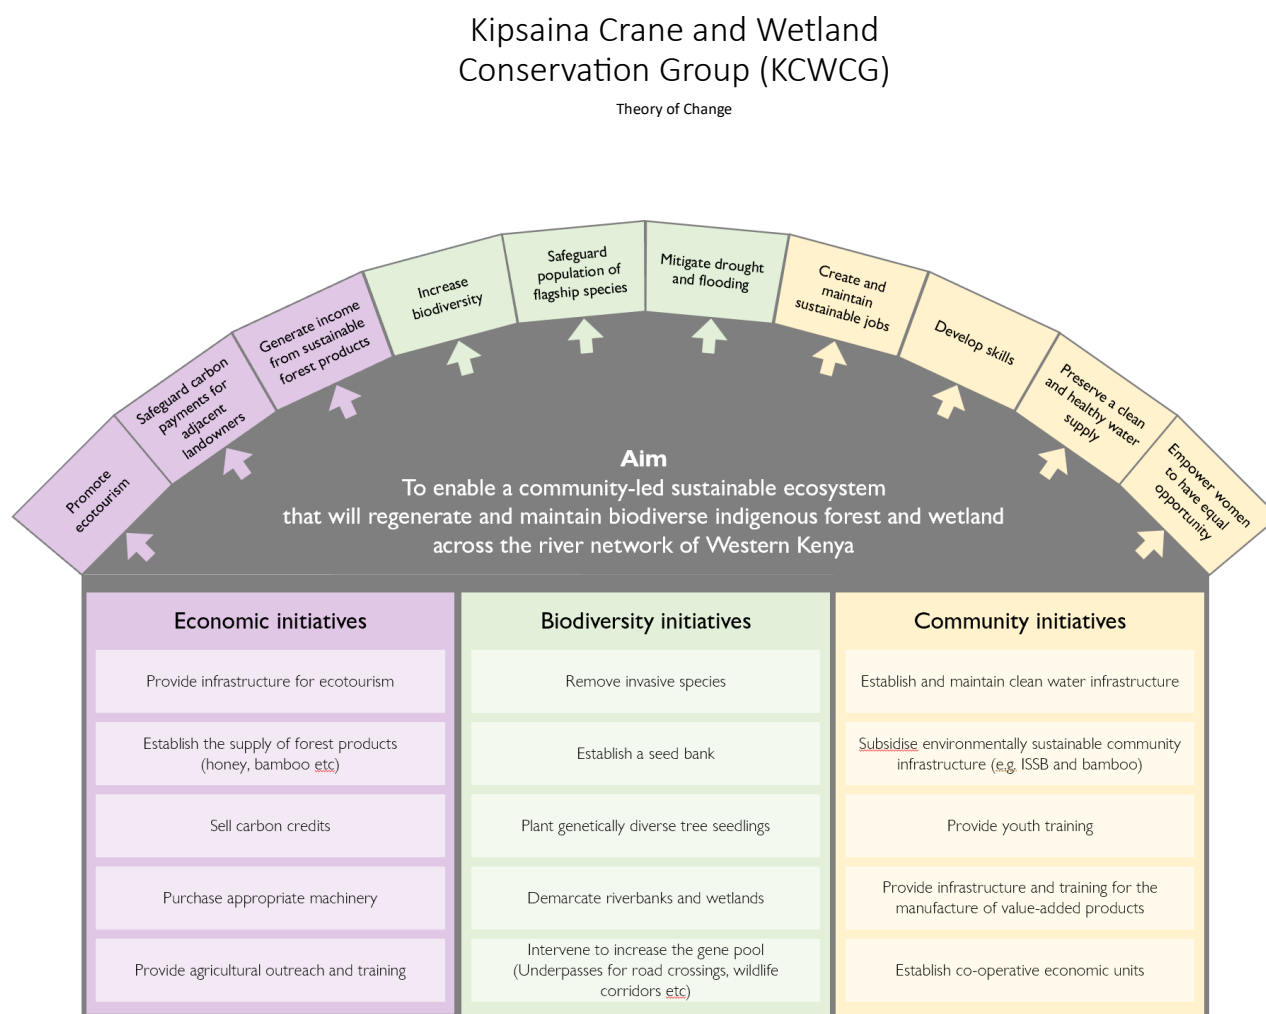 Kipsaina Crane and Wetland
Conservation Group (KCWCG)
Theory of Change
Promote
ecotourism
Safeguard carbon
payments for
adjacent
landowners
Generate income
from sustainable
forest products
Increase
biodiversity
Safeguard
population of
flagship species
Mitigate drought
and flooding
Create and
maintain
sustainable jobs
Develop skills
Preserve a clean
and healthy water
supply
Empower women
to have equal
opportunity
Aim
To enable a community-led sustainable ecosystem
that will regenerate and maintain biodiverse indigenous forest and wetland
across the river network of Western Kenya
Economic initiatives
Provide infrastructure for ecotourism
Establish the supply of forest products
(honey, bamboo etc)
Sell carbon credits
Purchase appropriate machinery
Provide agricultural outreach and training
Biodiversity initiatives
Remove invasive species
Establish a seed bank
Plant genetically diverse tree seedlings
Demarcate riverbanks and wetlands
Intervene to increase the gene pool
(Underpasses for road crossings, wildlife
corridors etc)
Community initiatives
Establish and maintain clean water infrastructure
Subsidise environmentally sustainable community
infrastructure (e.g. ISSB and bamboo)
Provide youth training
Provide infrastructure and training for the
manufacture of value-added products
Establish co-operative economic units